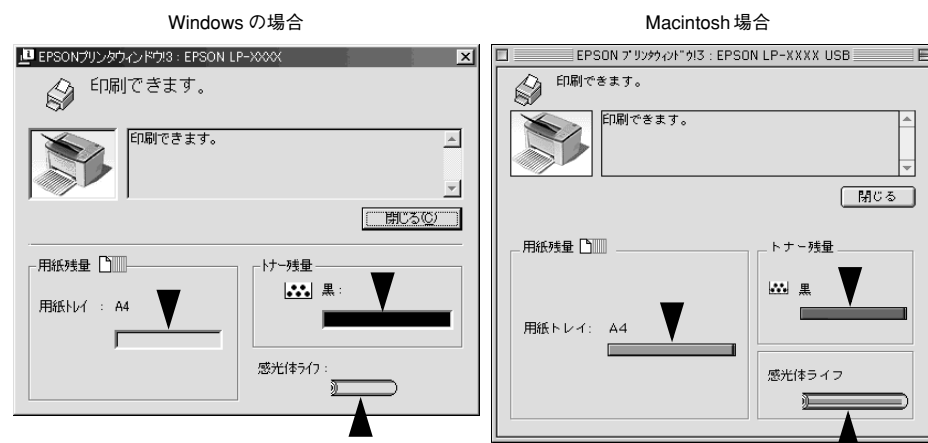 Windows の場合
EPSONプリンタウィンドウ!3 : EPSON LP-XXXX
印刷できます。
印刷できます。
閉じる(C)
用紙残量
用紙トレイ : A4
トナー残量
黒 :
感光体ライフ :
Macintosh 場合
EPSON プリンタウィンドウ!3 : EPSON LP-XXXX USB
印刷できます。
印刷できます。
閉じる
用紙残量
用紙トレイ: A4
トナー残量
黒
感光体ライフ